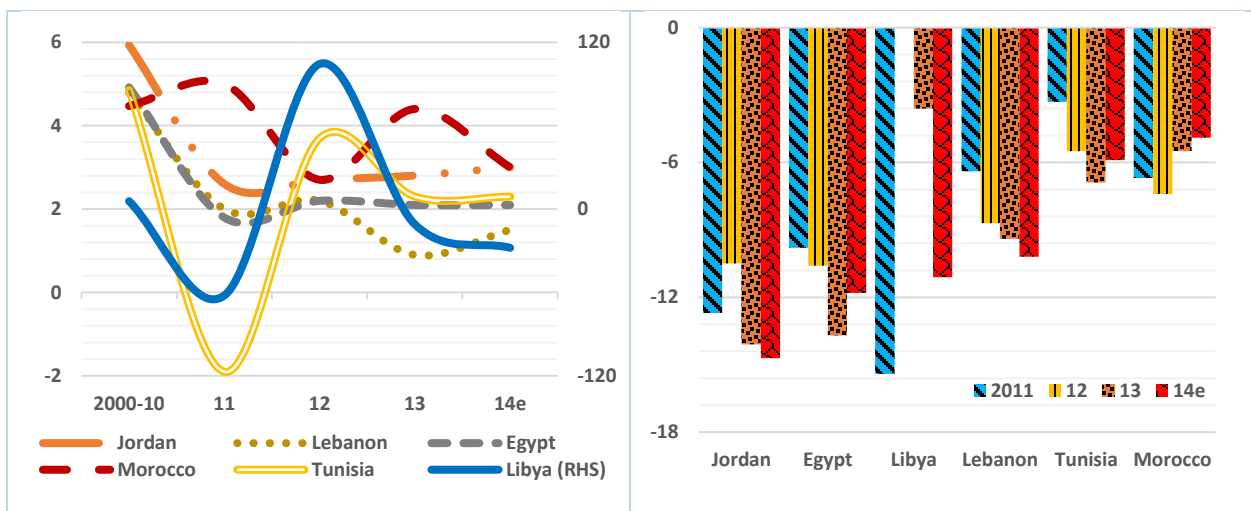 6
4
2
0
-2
120
0
-120
2000-10 11 12 13 14e
Jordan Lebanon Egypt
Morocco Tunisia Libya (RHS)
-0
-6
-12
-18
2011 12 13 14e
Jordan Egypt Libya Lebanon Tunisia Morocco